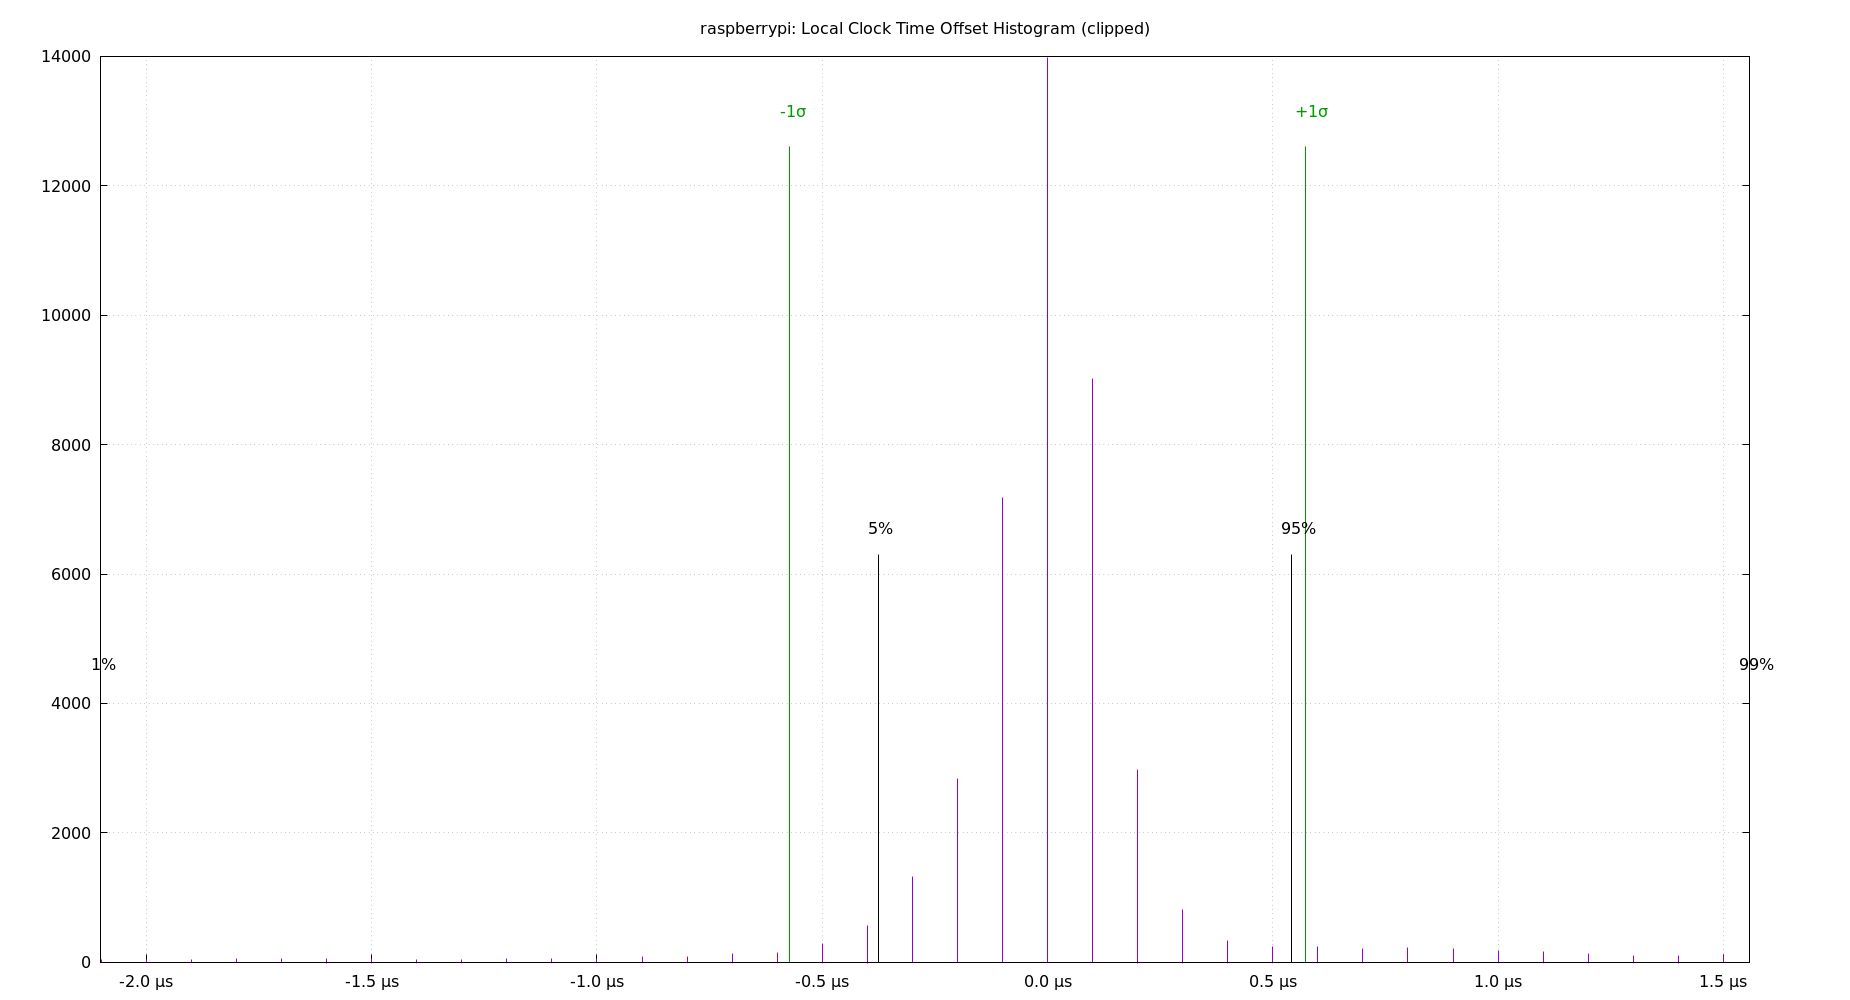 raspberrypi: Local Clock Time Offset Histogram (clipped)
14000
-1σ
+1σ
12000
10000
8000
5%
95%
6000
1%
99%
4000
2000
0
-2.0 µs
-1.5 µs
-1.0 µs
-0.5 µs
0.0 µs
0.5 µs
1.0 µs
1.5 µs